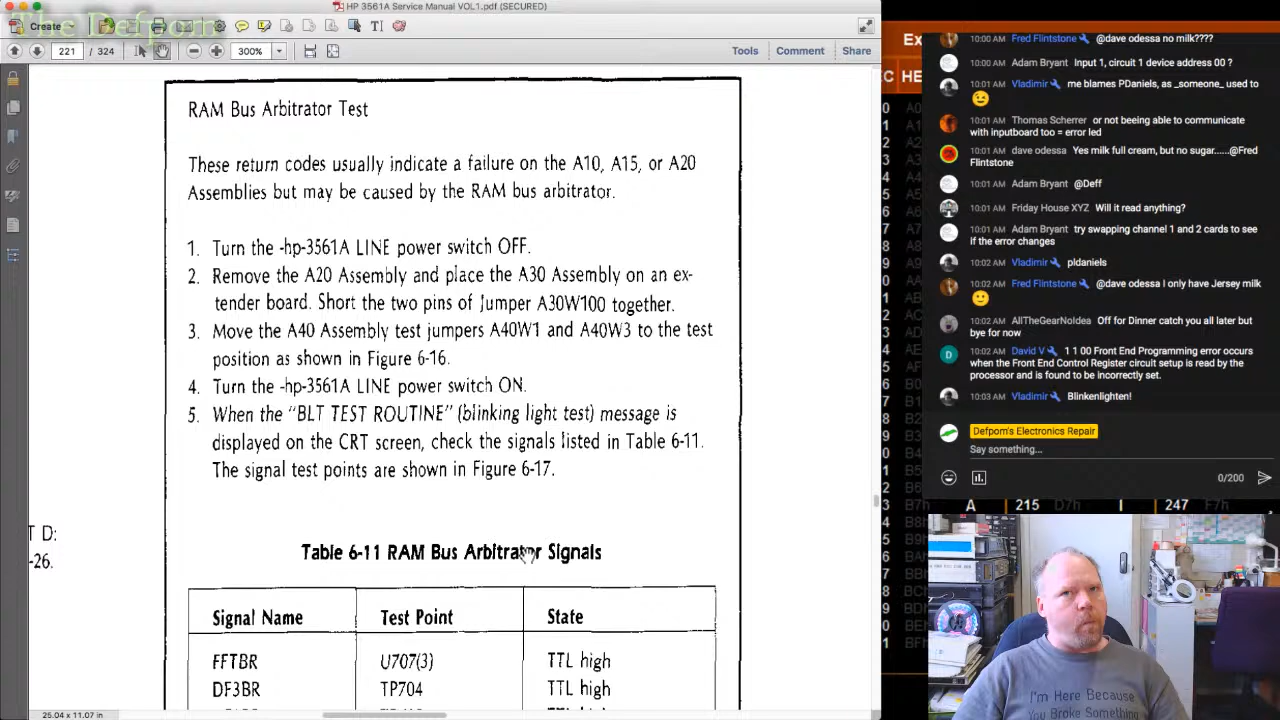 HP 3561A Service Manual VOL1.pdf (SECURED)
The Defpom
Create
221 / 324
300%
Tools Comment Share
RAM Bus Arbitrator Test
These return codes usually indicate a failure on the A10, A15, or A20
Assemblies but may be caused by the RAM bus arbitrator.
1. Turn the -hp-3561A LINE power switch OFF.
2. Remove the A20 Assembly and place the A30 Assembly on an ex-
tender board. Short the two pins of Jumper A30W100 together.
3. Move the A40 Assembly test jumpers A40W1 and A40W3 to the test
position as shown in Figure 6-16.
4. Turn the -hp-3561A LINE power switch ON.
5. When the "BLT TEST ROUTINE" (blinking light test) message is
displayed on the CRT screen, check the signals listed in Table 6-11.
The signal test points are shown in Figure 6-17.
T D:
-26.
Table 6-11 RAM Bus Arbitrator Signals
Signal Name Test Point State
FFTBR U707(3) TTL high
DF3BR TP704 TTL high
25.04 x 11.07 in
Ex
C HE
10:00 AM Fred Flintstone @dave odessa no milk????
10:00 AM Adam Bryant Input 1, circuit 1 device address 00 ?
10:01 AM Vladimir me blames PDaniels, as _someone_ used to
10:01 AM Thomas Scherrer or not beeing able to communicate
with inputboard too = error led
10:01 AM dave odessa Yes milk full cream, but no sugar......@Fred
Flintstone
10:01 AM Adam Bryant @Deff
10:01 AM Friday House XYZ Will it read anything?
10:01 AM Adam Bryant try swapping channel 1 and 2 cards to see
if the error changes
10:02 AM Vladimir pldaniels
10:02 AM Fred Flintstone @dave odessa I only have Jersey milk
10:02 AM AllTheGearNoIdea Off for Dinner catch you all later but
bye for now
10:02 AM David V 1 1 00 Front End Programming error occurs
when the Front End Control Register circuit setup is read by the
processor and is found to be incorrectly set.
10:03 AM Vladimir Blinkenlighten!
Defpom's Electronics Repair
Say something...
0/200
A 215 D7h I 247 F7h
I'm Here Because
You Broke Something